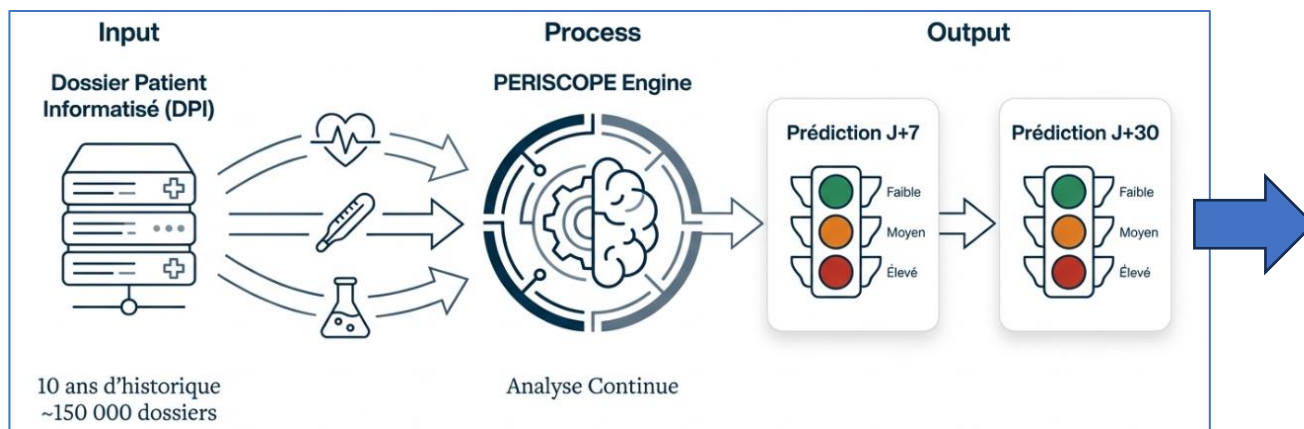 Input
Process
Output
Dossier Patient
Informatisé (DPI)
PERISCOPE Engine
Prédiction J+7
Faible
Moyen
Élevé
Prédiction J+30
Faible
Moyen
Élevé
10 ans d’historique
~150 000 dossiers
Analyse Continue